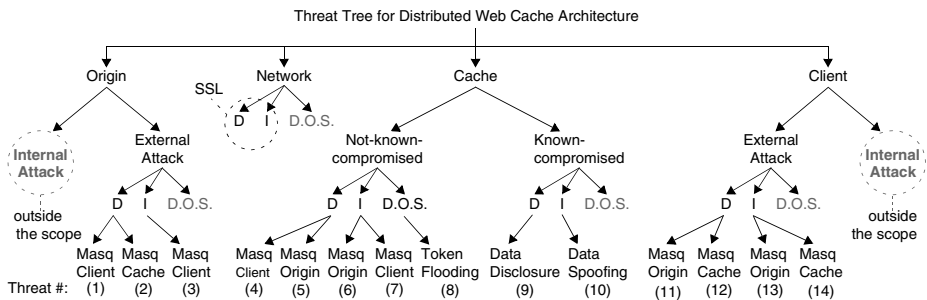 Threat Tree for Distributed Web Cache Architecture
Origin
Network
Cache
Client
SSL
D I D.O.S.
Internal
Attack
External
Attack
Not-known-
compromised
Known-
compromised
External
Attack
Internal
Attack
outside
the scope
D I D.O.S.
D I D.O.S.
D I D.O.S.
D I D.O.S.
outside
the scope
Masq
Client
Masq
Cache
Masq
Client
Masq
Client
Masq
Origin
Masq
Origin
Masq
Client
Token
Flooding
Data
Disclosure
Data
Spoofing
Masq
Origin
Masq
Cache
Masq
Origin
Masq
Cache
Threat #: (1) (2) (3) (4) (5) (6) (7) (8) (9) (10) (11) (12) (13) (14)